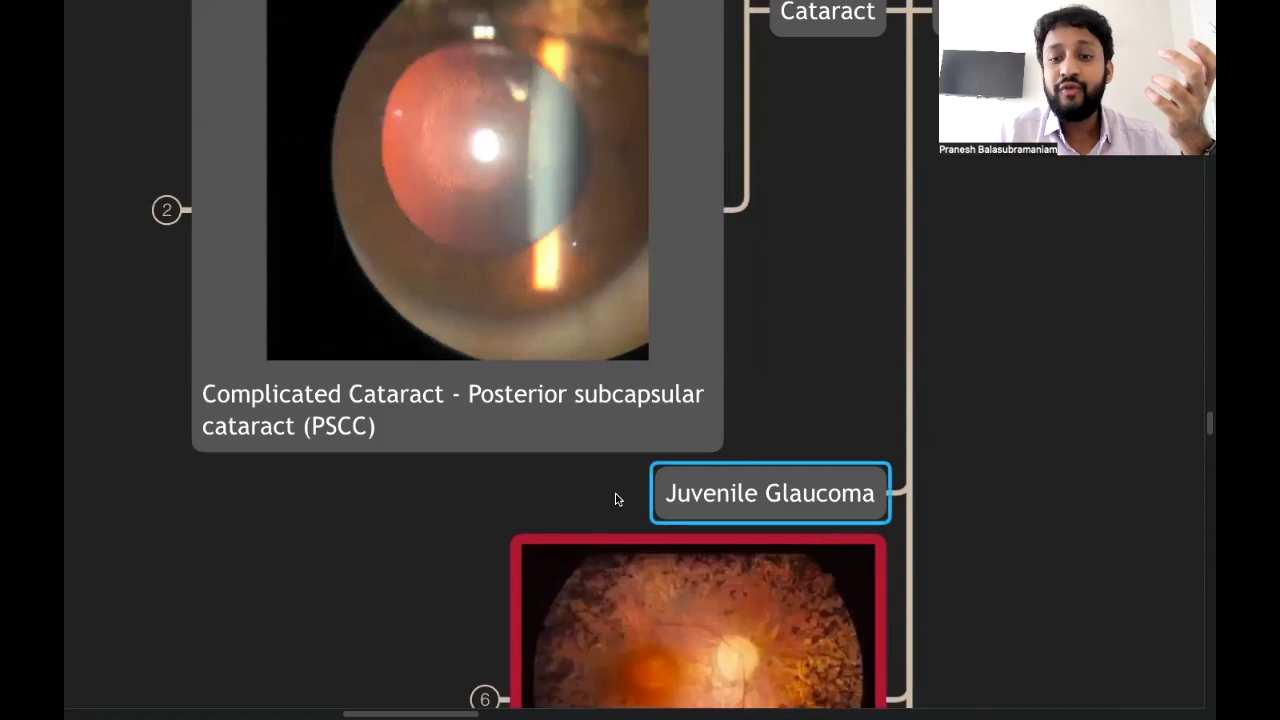 Cataract
Pranesh Balasubramaniam
2
Complicated Cataract - Posterior subcapsular
cataract (PSCC)
Juvenile Glaucoma
6